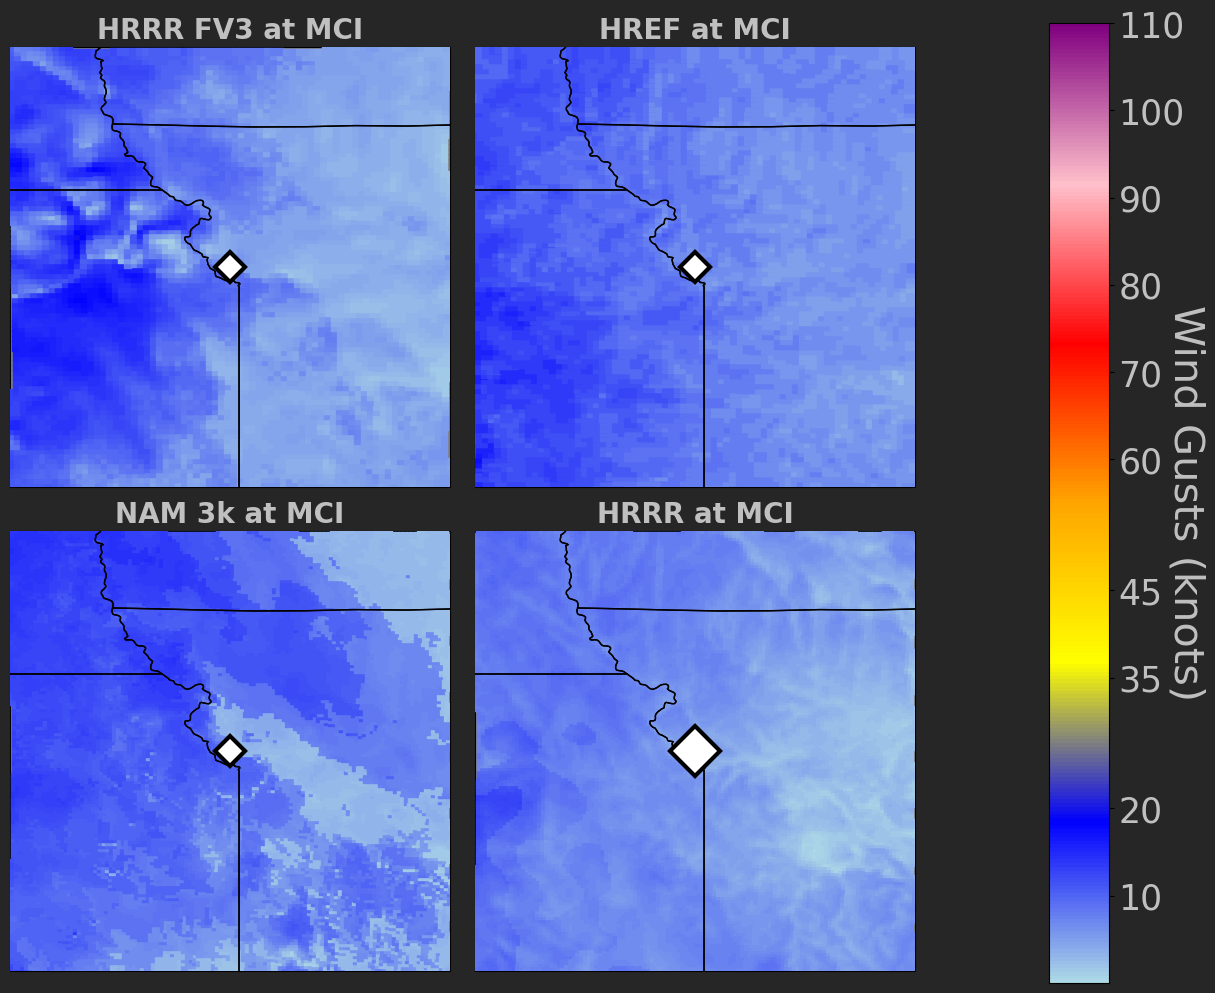 HRRR FV3 at MCI
HREF at MCI
NAM 3k at MCI
HRRR at MCI
110
100
90
80
70
60
45
35
20
10
Wind Gusts (knots)